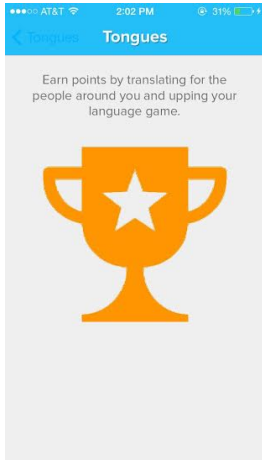 AT&T 2:02 PM 31%
Tongues Tongues
Earn points by translating for the
people around you and upping your
language game.